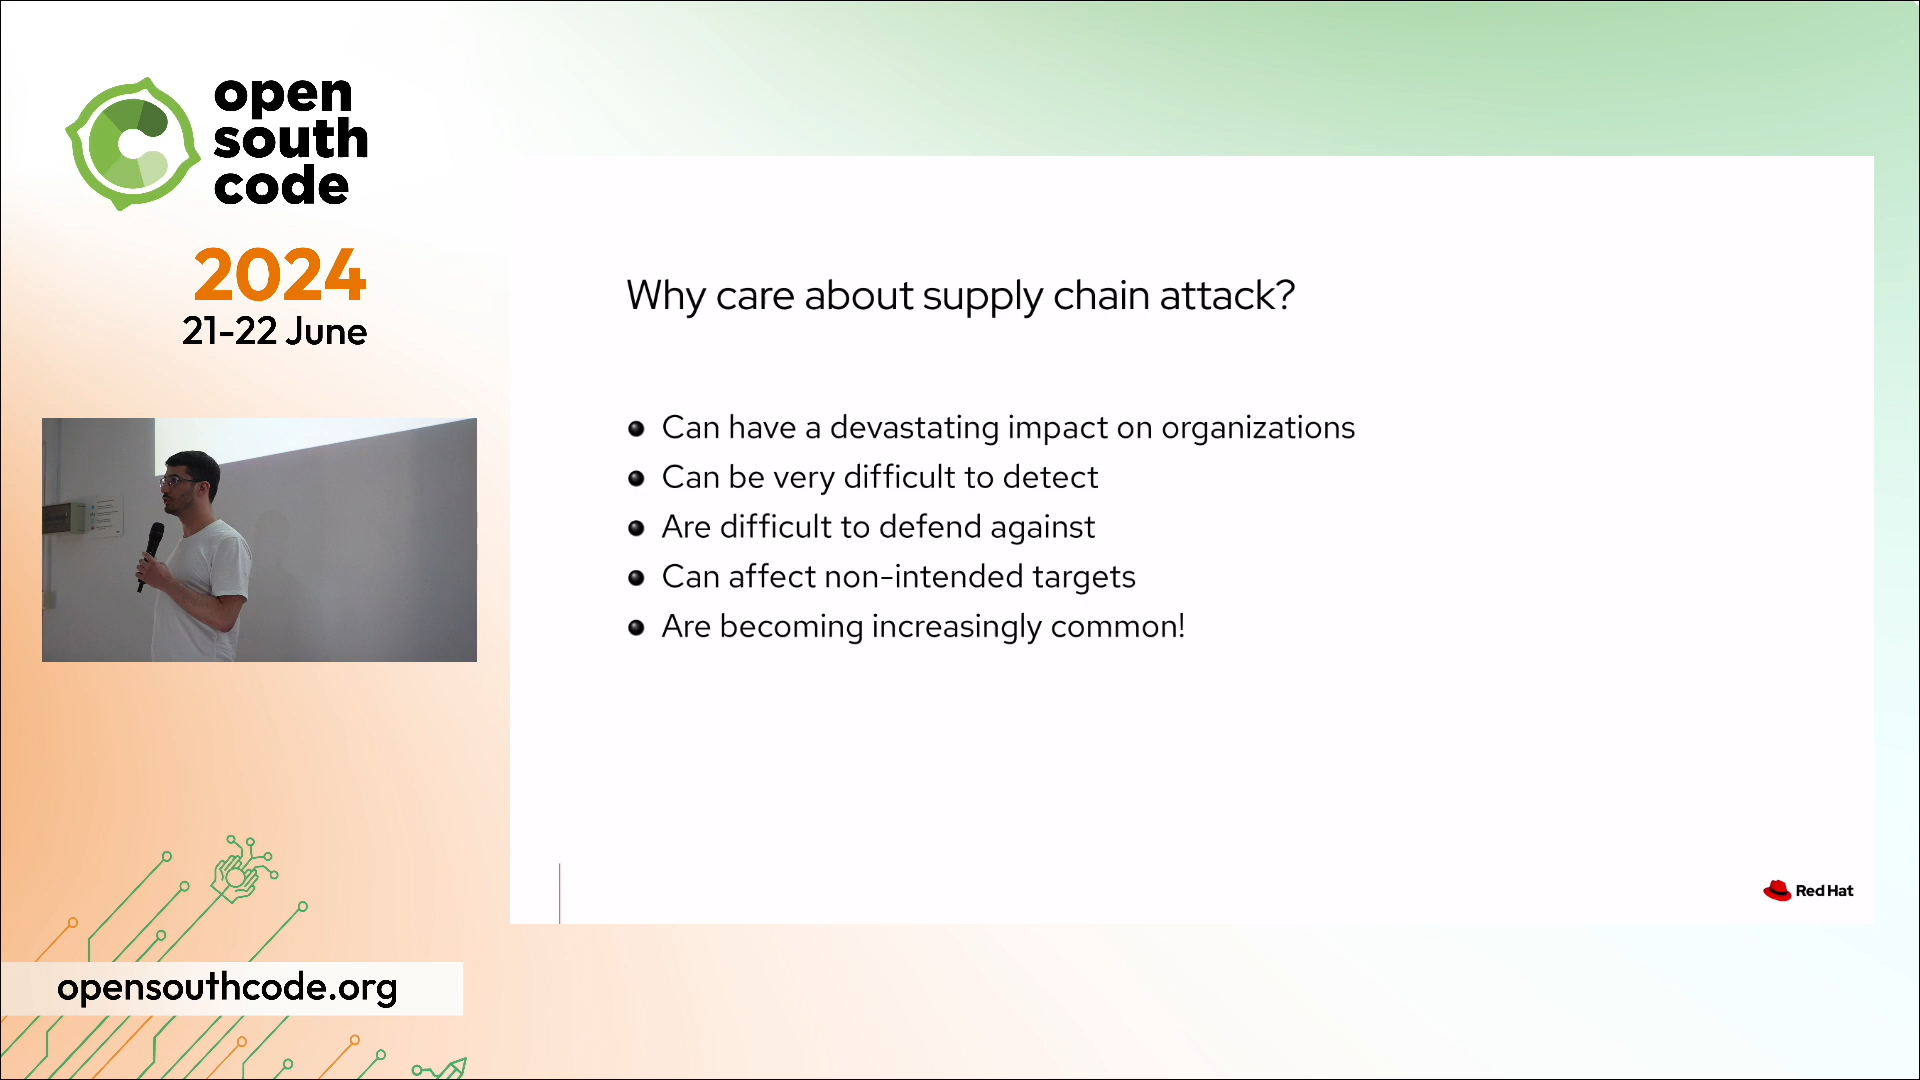 open
south
code
2024
21-22 June
Why care about supply chain attack?
Can have a devastating impact on organizations
Can be very difficult to detect
Are difficult to defend against
Can affect non-intended targets
Are becoming increasingly common!
Red Hat
opensouthcode.org